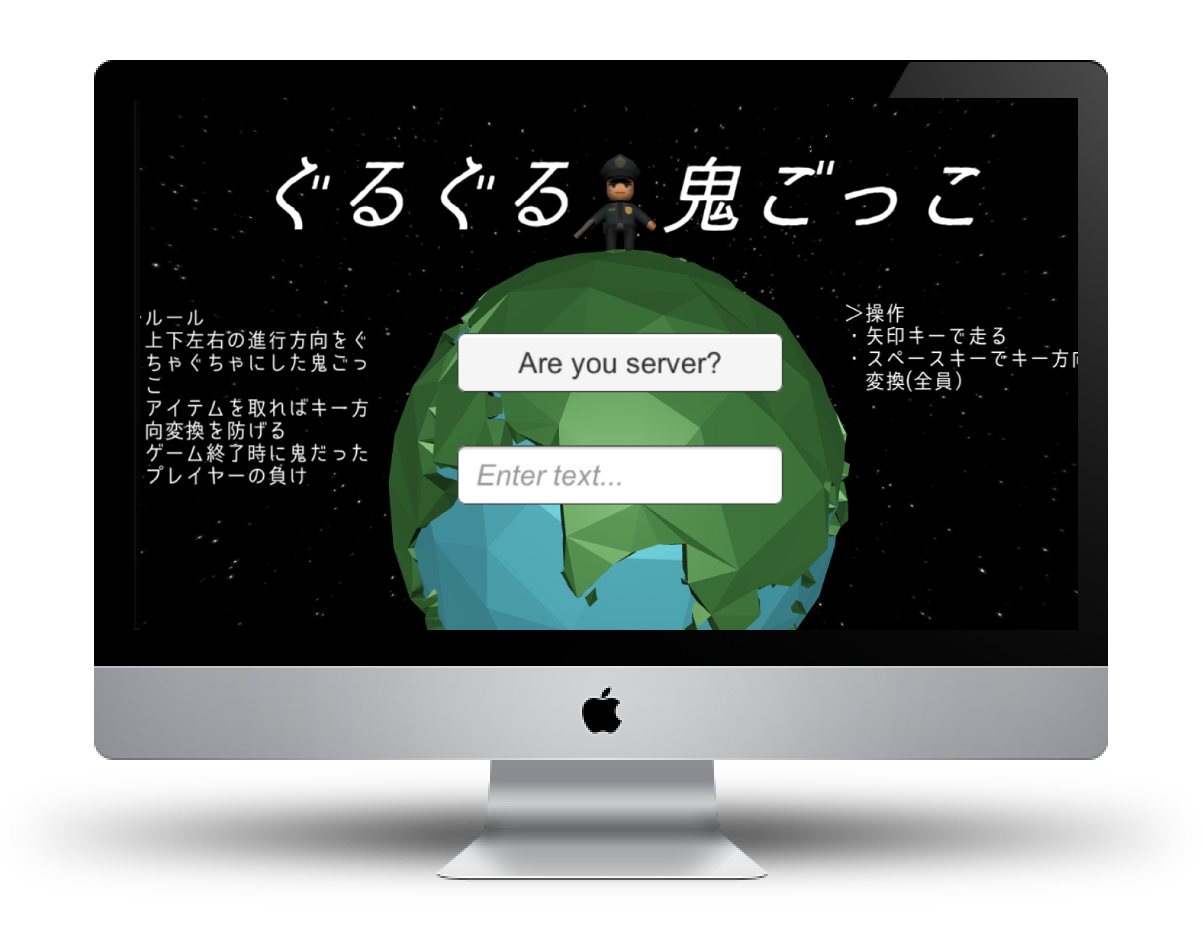 ぐるぐる鬼ごっこ
ルール
上下左右の進行方向をぐ
ちゃぐちゃにした鬼ごっ
こ
アイテムを取ればキー方
向変換を防げる
ゲーム終了時に鬼だった
プレイヤーの負け
＞操作
・矢印キーで走る
・スペースキーでキー方向
変換(全員)
Are you server?
Enter text...